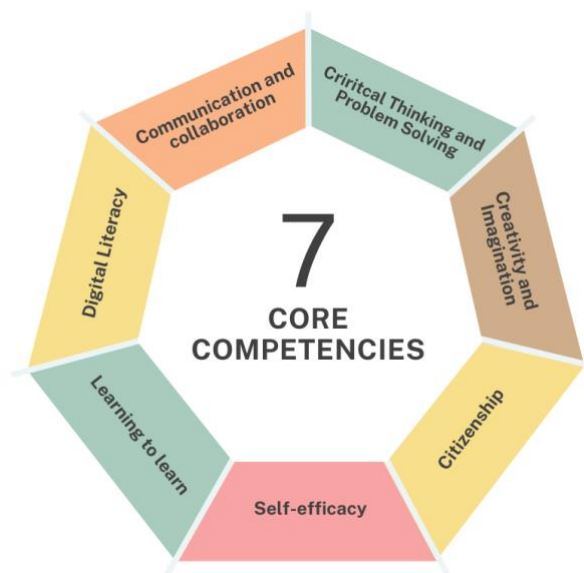 7
CORE
COMPETENCIES
Communication and
collaboration
Criritcal Thinking and
Problem Solving
Creativity and
Imagination
Citizenship
Self-efficacy
Learning to learn
Digital Literacy